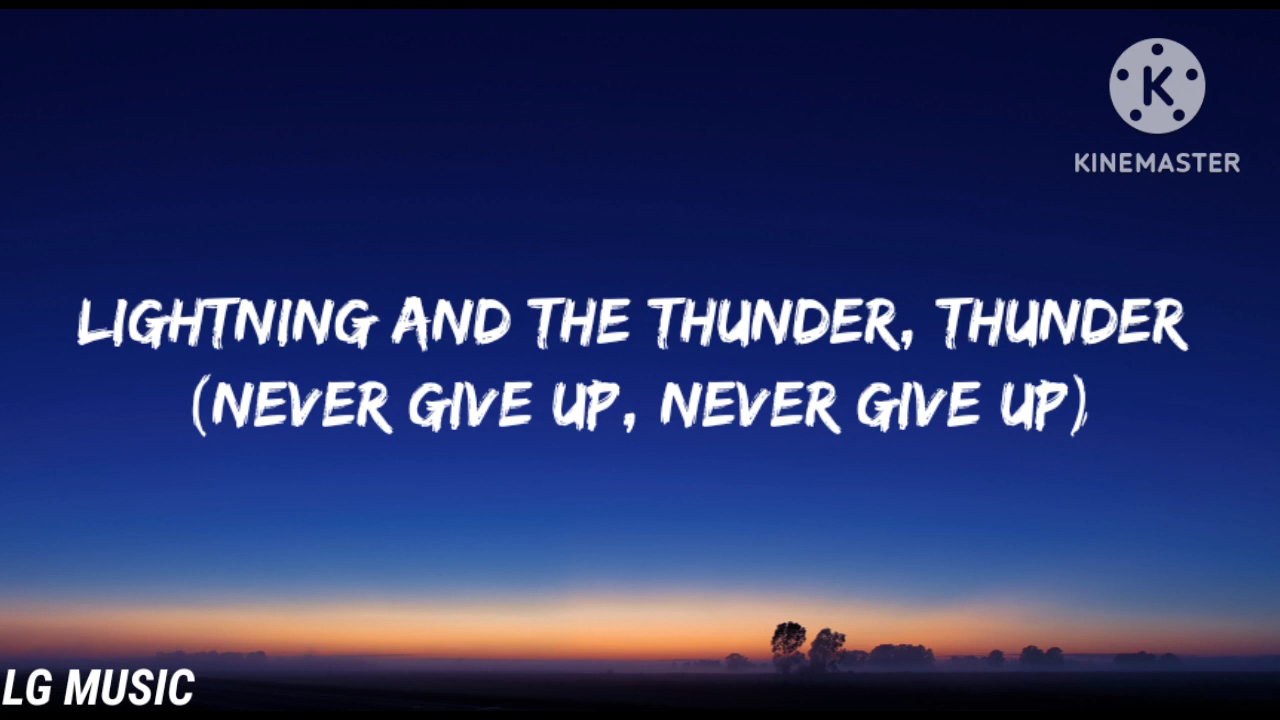 K
KINEMASTER
LIGHTNING AND THE THUNDER, THUNDER
(NEVER GIVE UP, NEVER GIVE UP)
LG MUSIC